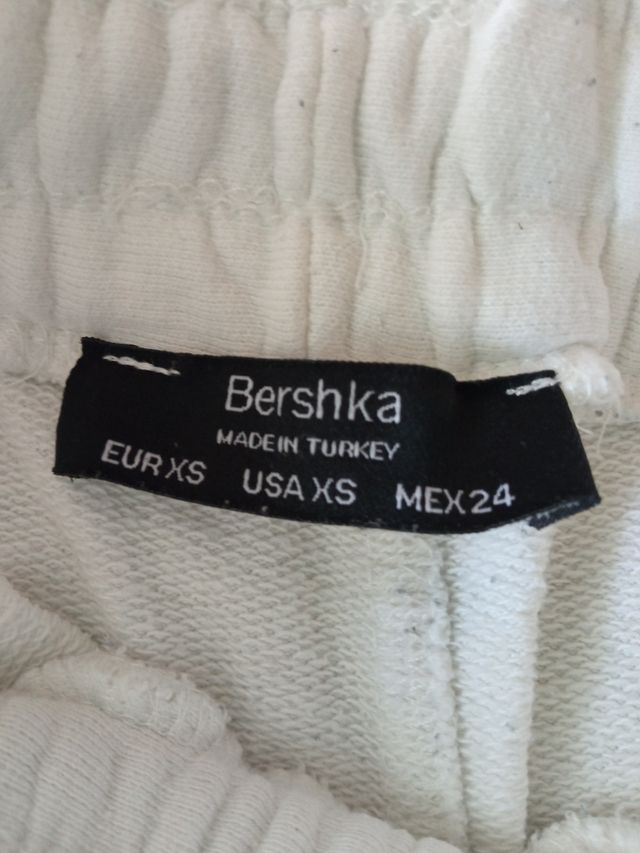 Bershka
MADE IN TURKEY
EUR XS USA XS MEX 24